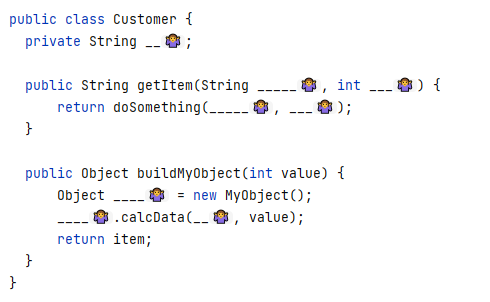 public class Customer {
private String __🤷‍♀️;
public String getItem(String _____🤷‍♀️, int ___🤷‍♀️) {
return doSomething(_____🤷‍♀️, ___🤷‍♀️);
}
public Object buildMyObject(int value) {
Object ____🤷‍♀️ = new MyObject();
____🤷‍♀️.calcData(__🤷‍♀️, value);
return item;
}
}